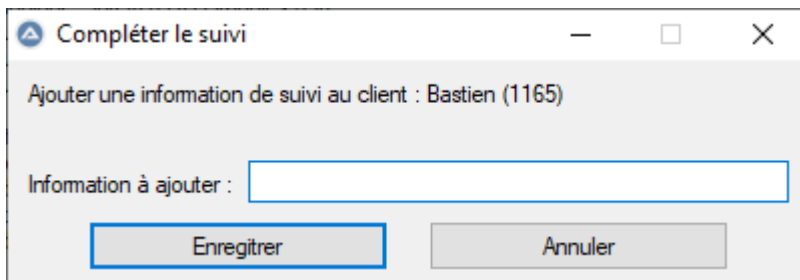 Compléter le suivi
Ajouter une information de suivi au client : Bastien (1165)
Information à ajouter :
Enregitrer Annuler